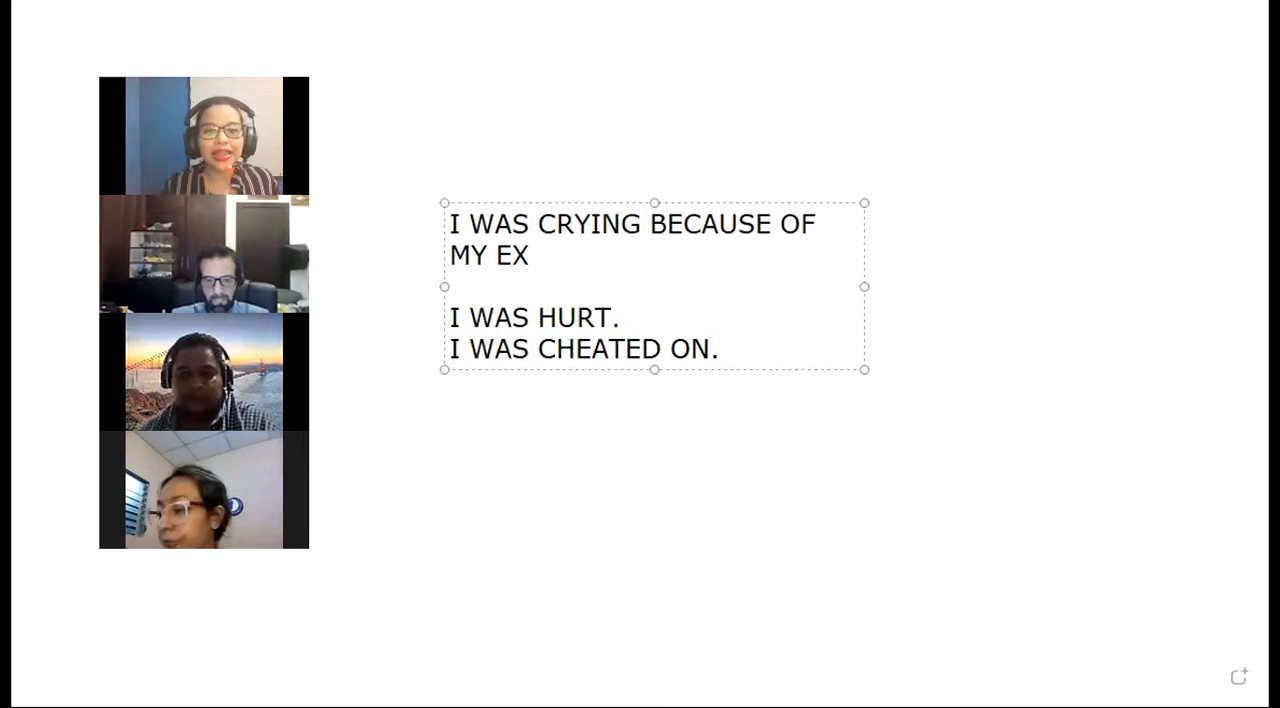 I WAS CRYING BECAUSE OF
MY EX
I WAS HURT.
I WAS CHEATED ON.